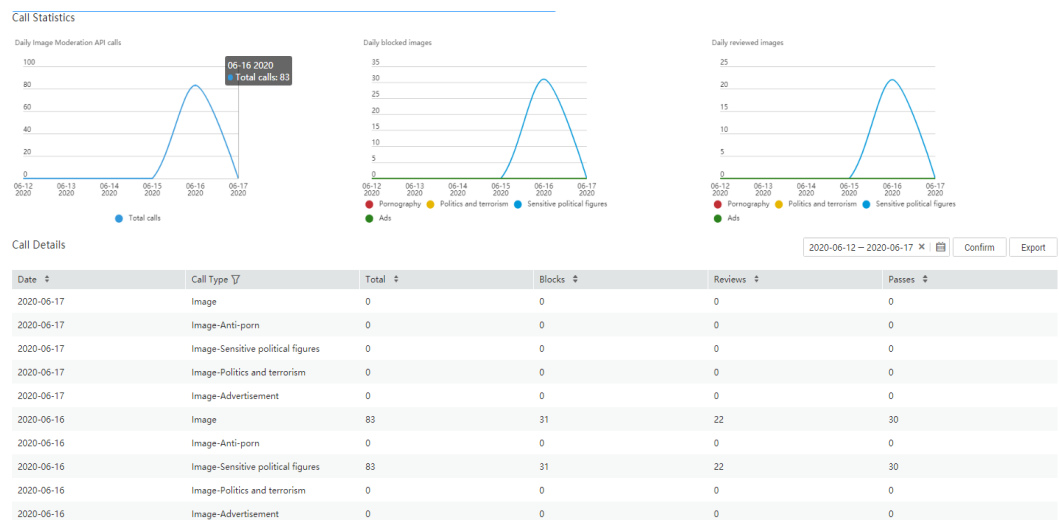 Call Statistics
Daily Image Moderation API calls
100
80
60
40
20
0
06-12 2020
06-13 2020
06-14 2020
06-15 2020
06-16 2020
06-17 2020
06-16 2020
Total calls: 83
Total calls
Daily blocked images
35
30
25
20
15
10
5
0
06-12 2020
06-13 2020
06-14 2020
06-15 2020
06-16 2020
06-17 2020
Pornography Politics and terrorism Sensitive political figures
Ads
Daily reviewed images
25
20
15
10
5
0
06-12 2020
06-13 2020
06-14 2020
06-15 2020
06-16 2020
06-17 2020
Pornography Politics and terrorism Sensitive political figures
Ads
Call Details
2020-06-12 – 2020-06-17 × Confirm Export
Date Call Type Total Blocks Reviews Passes
2020-06-17 Image 0 0 0 0
2020-06-17 Image-Anti-porn 0 0 0 0
2020-06-17 Image-Sensitive political figures 0 0 0 0
2020-06-17 Image-Politics and terrorism 0 0 0 0
2020-06-17 Image-Advertisement 0 0 0 0
2020-06-16 Image 83 31 22 30
2020-06-16 Image-Anti-porn 0 0 0 0
2020-06-16 Image-Sensitive political figures 83 31 22 30
2020-06-16 Image-Politics and terrorism 0 0 0 0
2020-06-16 Image-Advertisement 0 0 0 0